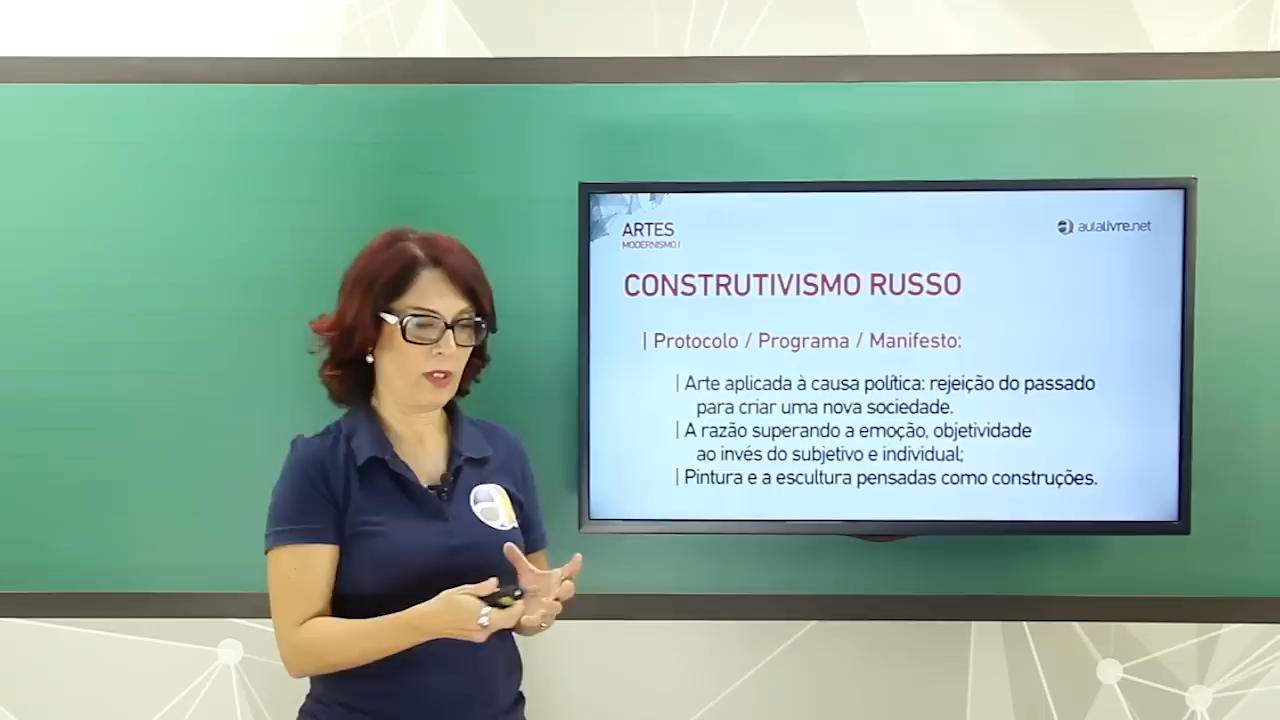 ARTES
MODERNISMO I
aulalivre.net
CONSTRUTIVISMO RUSSO
| Protocolo / Programa / Manifesto:
| Arte aplicada à causa política: rejeição do passado
para criar uma nova sociedade.
| A razão superando a emoção, objetividade
ao invés do subjetivo e individual;
| Pintura e a escultura pensadas como construções.